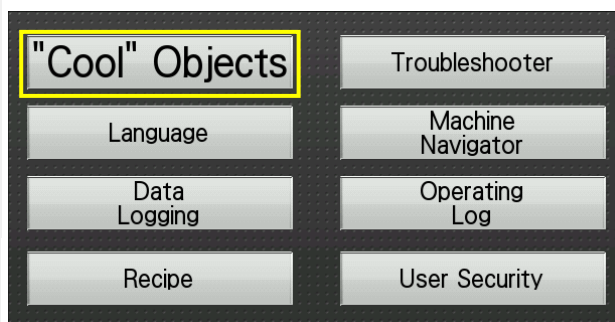 "Cool" Objects
Troubleshooter
Language
Machine
Navigator
Data
Logging
Operating
Log
Recipe
User Security